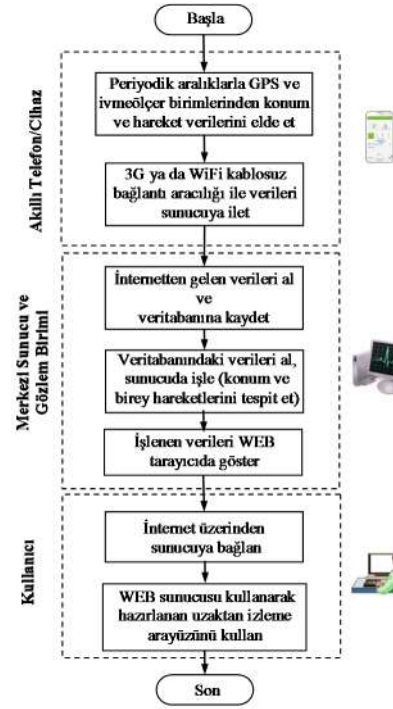 Başla
Akıllı Telefon/Cihaz
Periyodik aralıklarla GPS ve
ivmeölçer birimlerinden konum
ve hareket verilerini elde et
3G ya da WiFi kablosuz
bağlantı aracılığı ile verileri
sunucuya ilet
Merkezi Sunucu ve
Gözlem Birimi
İnternetten gelen verileri al
ve
veritabanına kaydet
Veritabanındaki verileri al,
sunucuda işle (konum ve
birey hareketlerini tespit et)
İşlenen verileri WEB
tarayıcıda göster
Kullanıcı
İnternet üzerinden
sunucuya bağlan
WEB sunucusu kullanarak
hazırlanan uzaktan izleme
arayüzünü kullan
Son